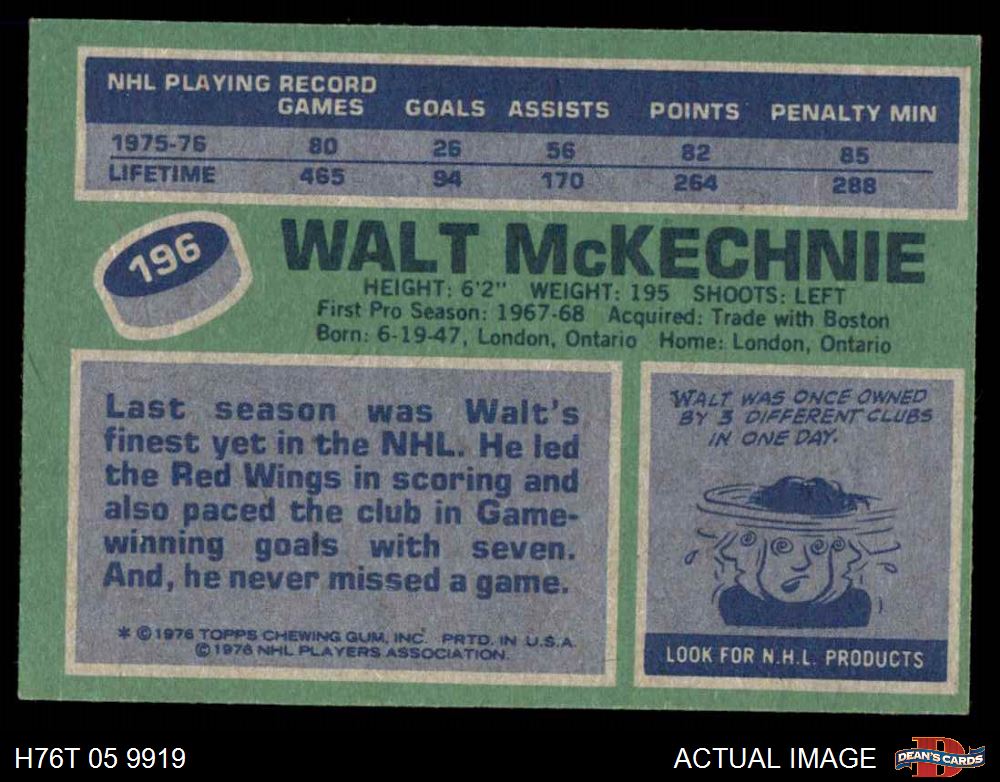 NHL PLAYING RECORD
GAMES GOALS ASSISTS POINTS PENALTY MIN
1975-76 80 26 56 82 85
LIFETIME 465 94 170 264 288
196
WALT McKECHNIE
HEIGHT: 6'2" WEIGHT: 195 SHOOTS: LEFT
First Pro Season: 1967-68 Acquired: Trade with Boston
Born: 6-19-47, London, Ontario Home: London, Ontario
Last season was Walt's
finest yet in the NHL. He led
the Red Wings in scoring and
also paced the club in Game-
winning goals with seven.
And, he never missed a game.
* © 1976 TOPPS CHEWING GUM, INC. PRTD. IN U.S.A.
© 1976 NHL PLAYERS ASSOCIATION
WALT WAS ONCE OWNED
BY 3 DIFFERENT CLUBS
IN ONE DAY.
LOOK FOR N.H.L. PRODUCTS
H76T 05 9919
ACTUAL IMAGE
D
DEAN'S CARDS